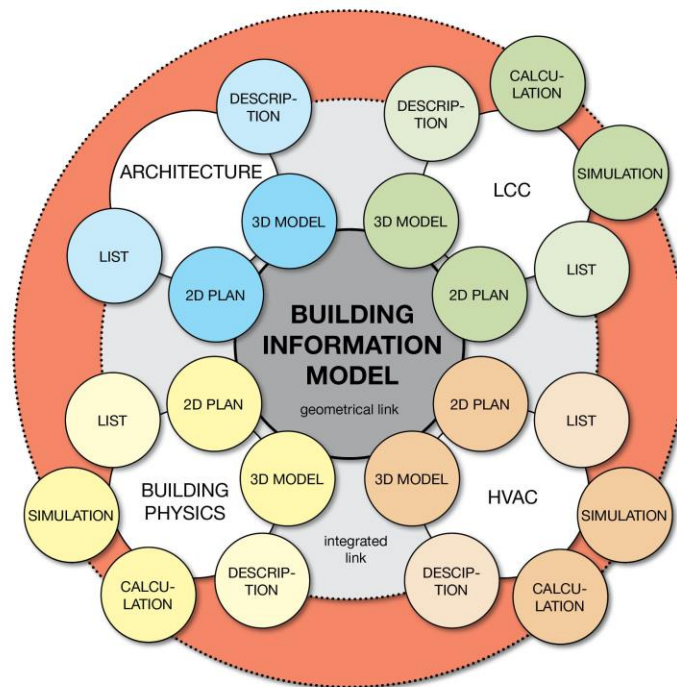 CALCU-
LATION
DESCRIP-
TION
DESCRIP-
TION
ARCHITECTURE
LCC
SIMULATION
3D MODEL
3D MODEL
LIST
LIST
2D PLAN
2D PLAN
BUILDING
INFORMATION
MODEL
geometrical link
2D PLAN
2D PLAN
LIST
LIST
3D MODEL
3D MODEL
BUILDING
PHYSICS
HVAC
SIMULATION
SIMULATION
integrated
link
DESCRIP-
TION
DESCIP-
TION
CALCU-
LATION
CALCU-
LATION